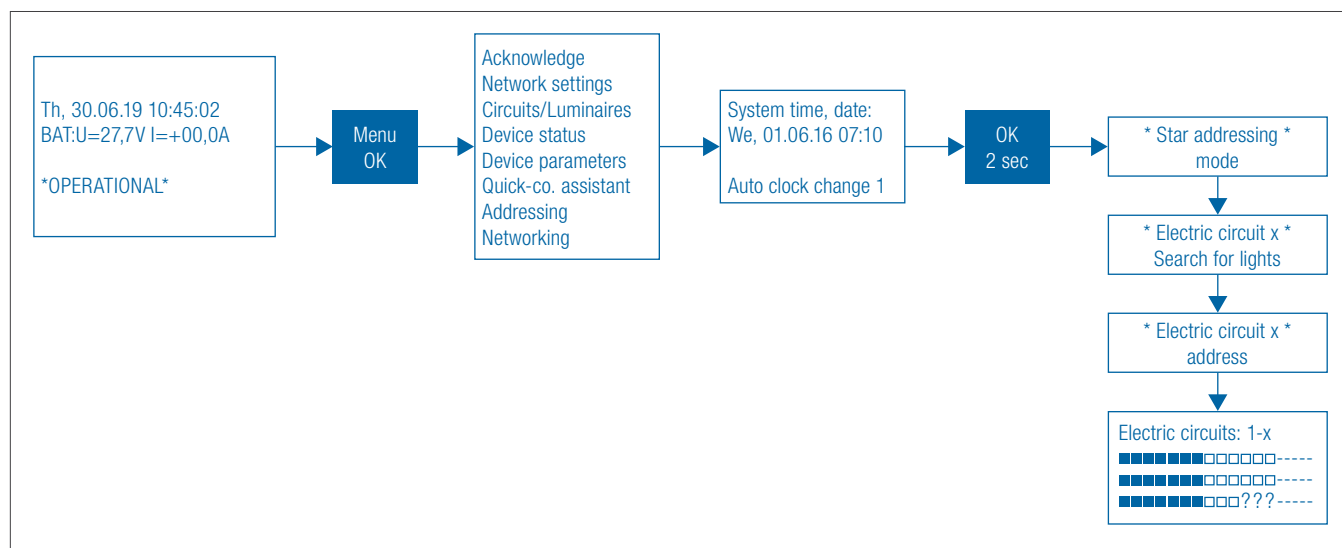 Th, 30.06.19 10:45:02
BAT:U=27,7V I=+00,0A
*OPERATIONAL*
Menu
OK
Acknowledge
Network settings
Circuits/Luminaires
Device status
Device parameters
Quick-co. assistant
Addressing
Networking
System time, date:
We, 01.06.16 07:10
Auto clock change 1
OK
2 sec
* Star addressing *
mode
* Electric circuit x *
Search for lights
* Electric circuit x *
address
Electric circuits: 1-x
■■■■■■■□□□□□□-----
■■■■■■■□□□□□□-----
■■■■■■■□□□???-----